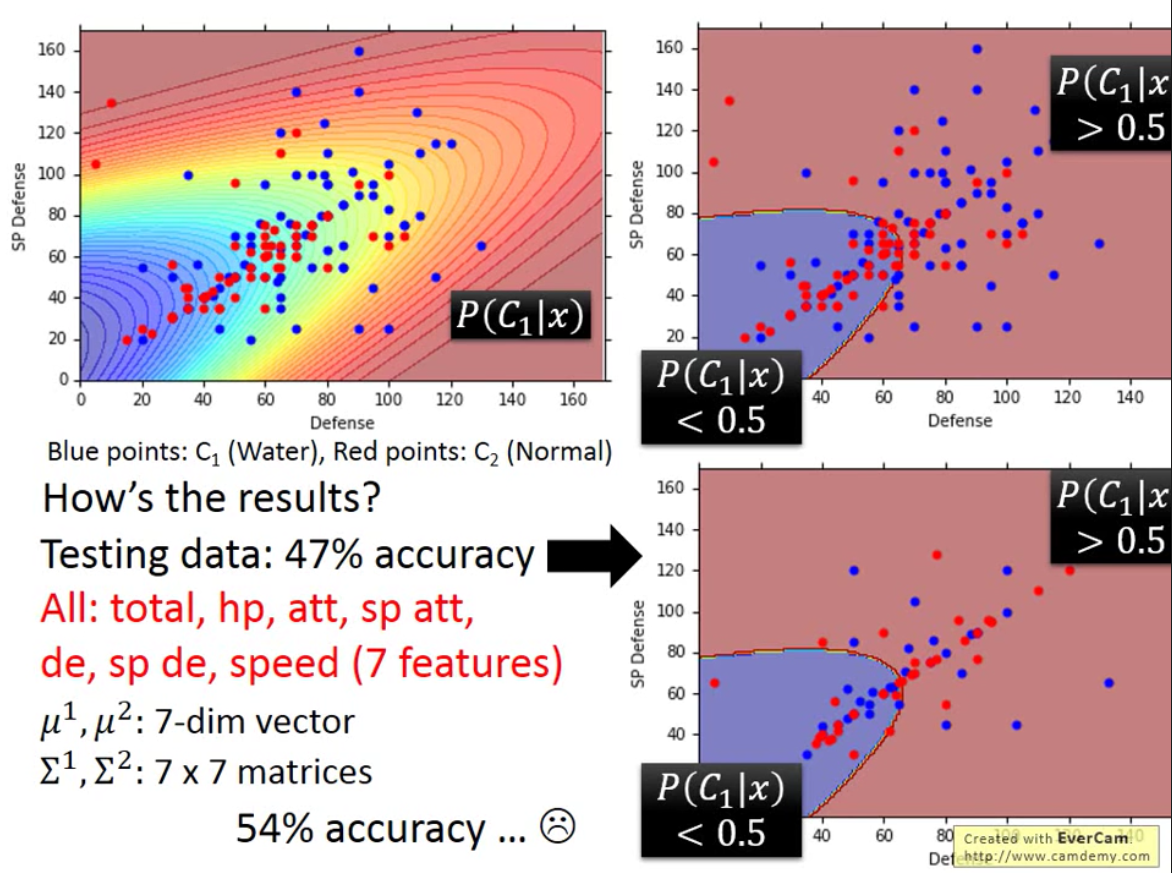 160
140
120
100
80
60
40
20
0
SP Defense
0 20 40 60 80 100 120 140 160
Defense
P(C₁|x)
160
140
120
100
80
60
40
20
SP Defense
40 60 80 100 120 140
Defense
P(C₁|x
> 0.5
P(C₁|x)
< 0.5
Blue points: C₁ (Water), Red points: C₂ (Normal)
How’s the results?
Testing data: 47% accuracy
All: total, hp, att, sp att,
de, sp de, speed (7 features)
μ¹, μ²: 7-dim vector
Σ¹, Σ²: 7 x 7 matrices
54% accuracy … ☹
160
140
120
100
80
60
40
SP Defense
40 60 80 100 120 140
Defense
P(C₁|x
> 0.5
P(C₁|x)
< 0.5
Created with EverCam.
http://www.camdemy.com